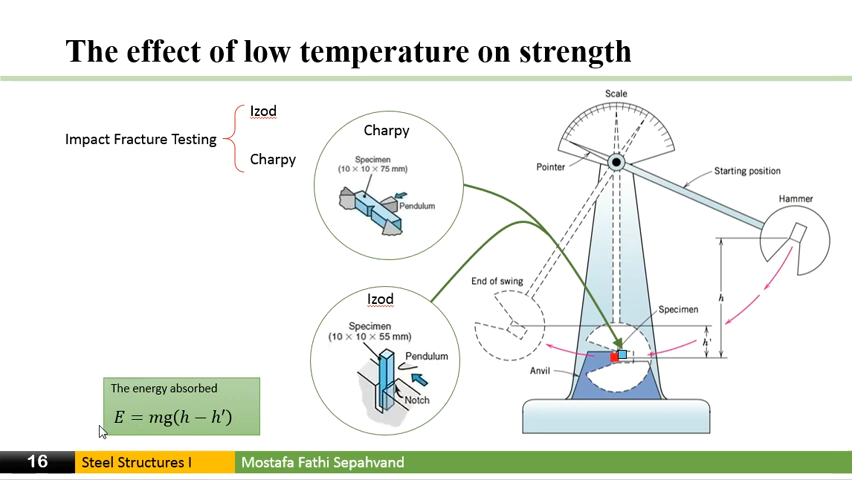 The effect of low temperature on strength
Impact Fracture Testing
Izod
Charpy
Charpy
Specimen
(10 × 10 × 75 mm)
Pendulum
Izod
Specimen
(10 × 10 × 55 mm)
Pendulum
Notch
Scale
Pointer
Starting position
Hammer
End of swing
h
Specimen
h'
Anvil
The energy absorbed
E = mg(h − h′)
16
Steel Structures I
Mostafa Fathi Sepahvand